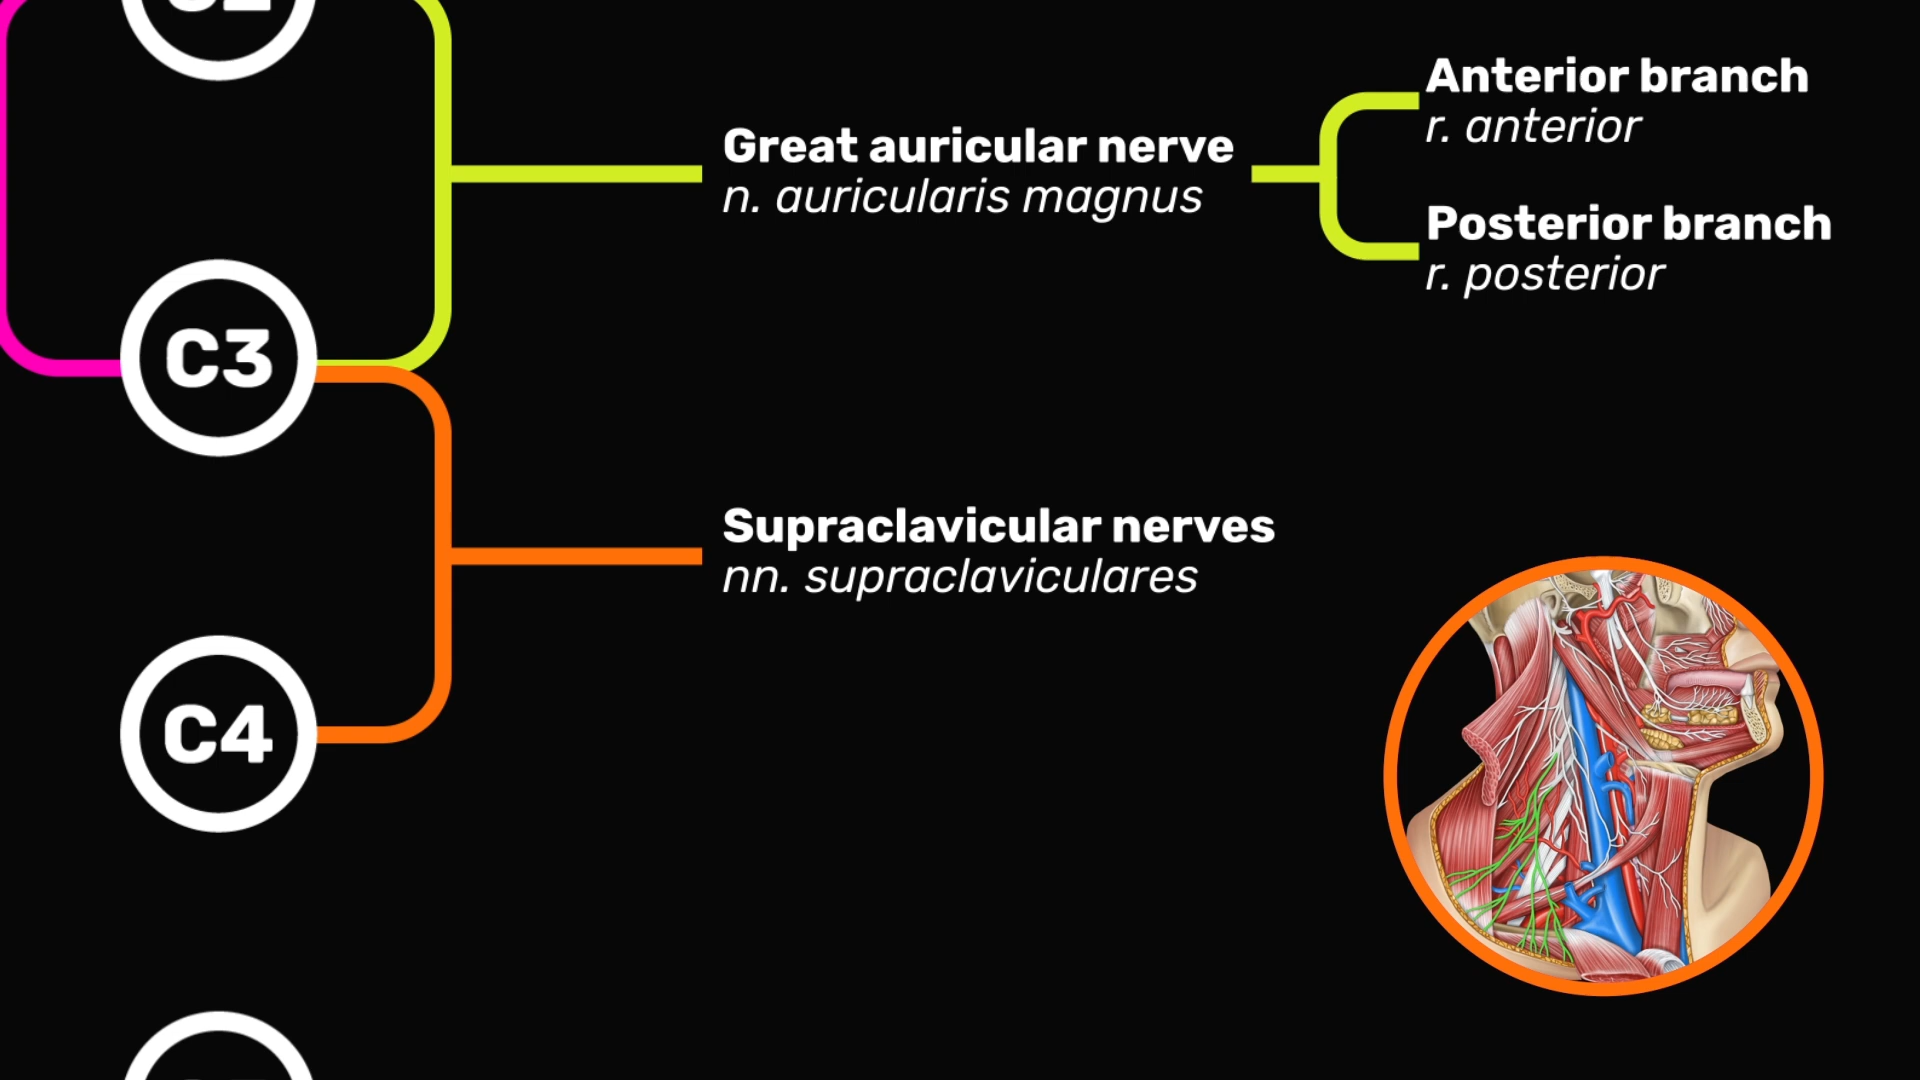 Anterior branch
r. anterior
Great auricular nerve
n. auricularis magnus
Posterior branch
r. posterior
C3
Supraclavicular nerves
nn. supraclaviculares
C4